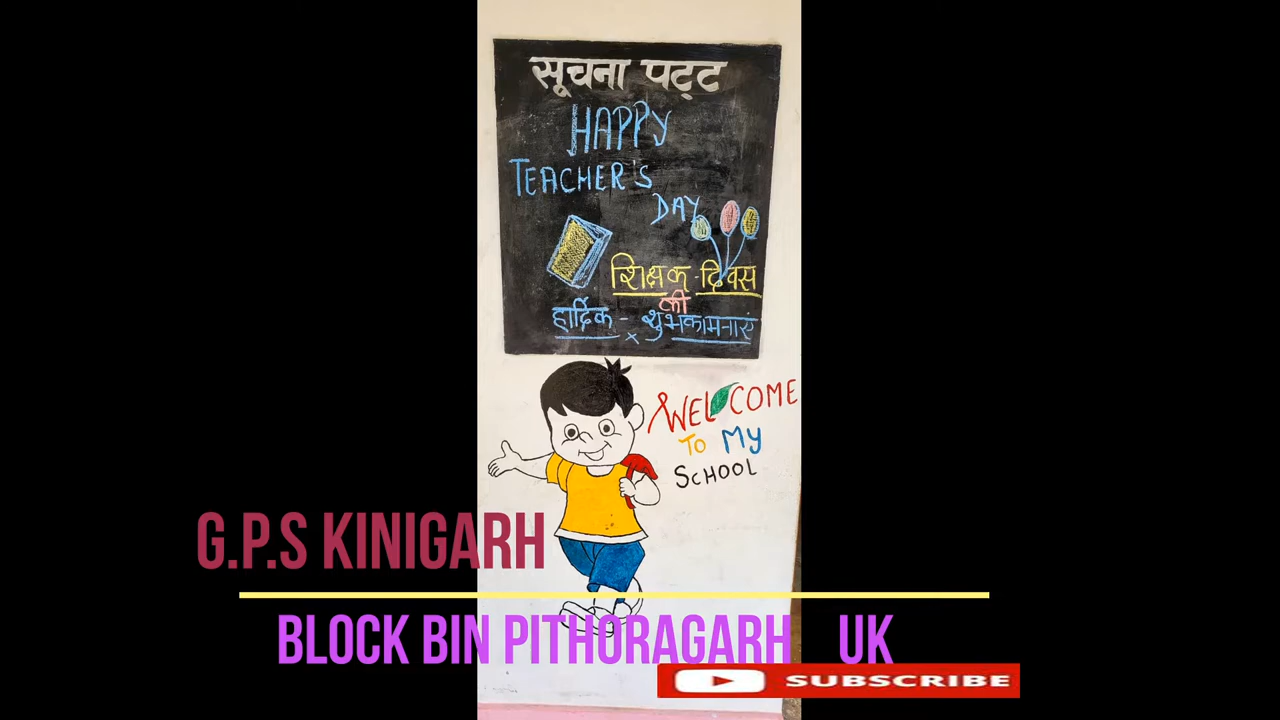 सूचना पट्ट
HAPPY
TEACHER'S
DAY
शिक्षक-दिवस
की
हार्दिक - शुभकामनाएं
WELCOME
TO MY
SCHOOL
G.P.S KINIGARH
BLOCK BIN PITHORAGARH UK
SUBSCRIBE